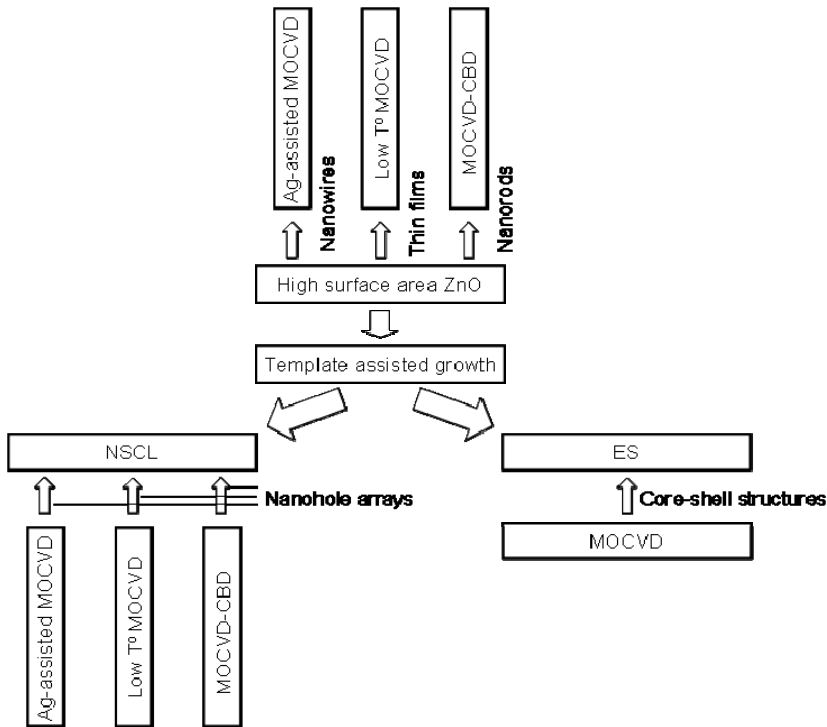 Ag-assisted MOCVD
Nanowires
Low Tº MOCVD
Thin films
MOCVD-CBD
Nanorods
High surface area ZnO
Template assisted growth
NSCL
ES
Nanohole arrays
Core-shell structures
MOCVD
Ag-assisted MOCVD
Low Tº MOCVD
MOCVD-CBD